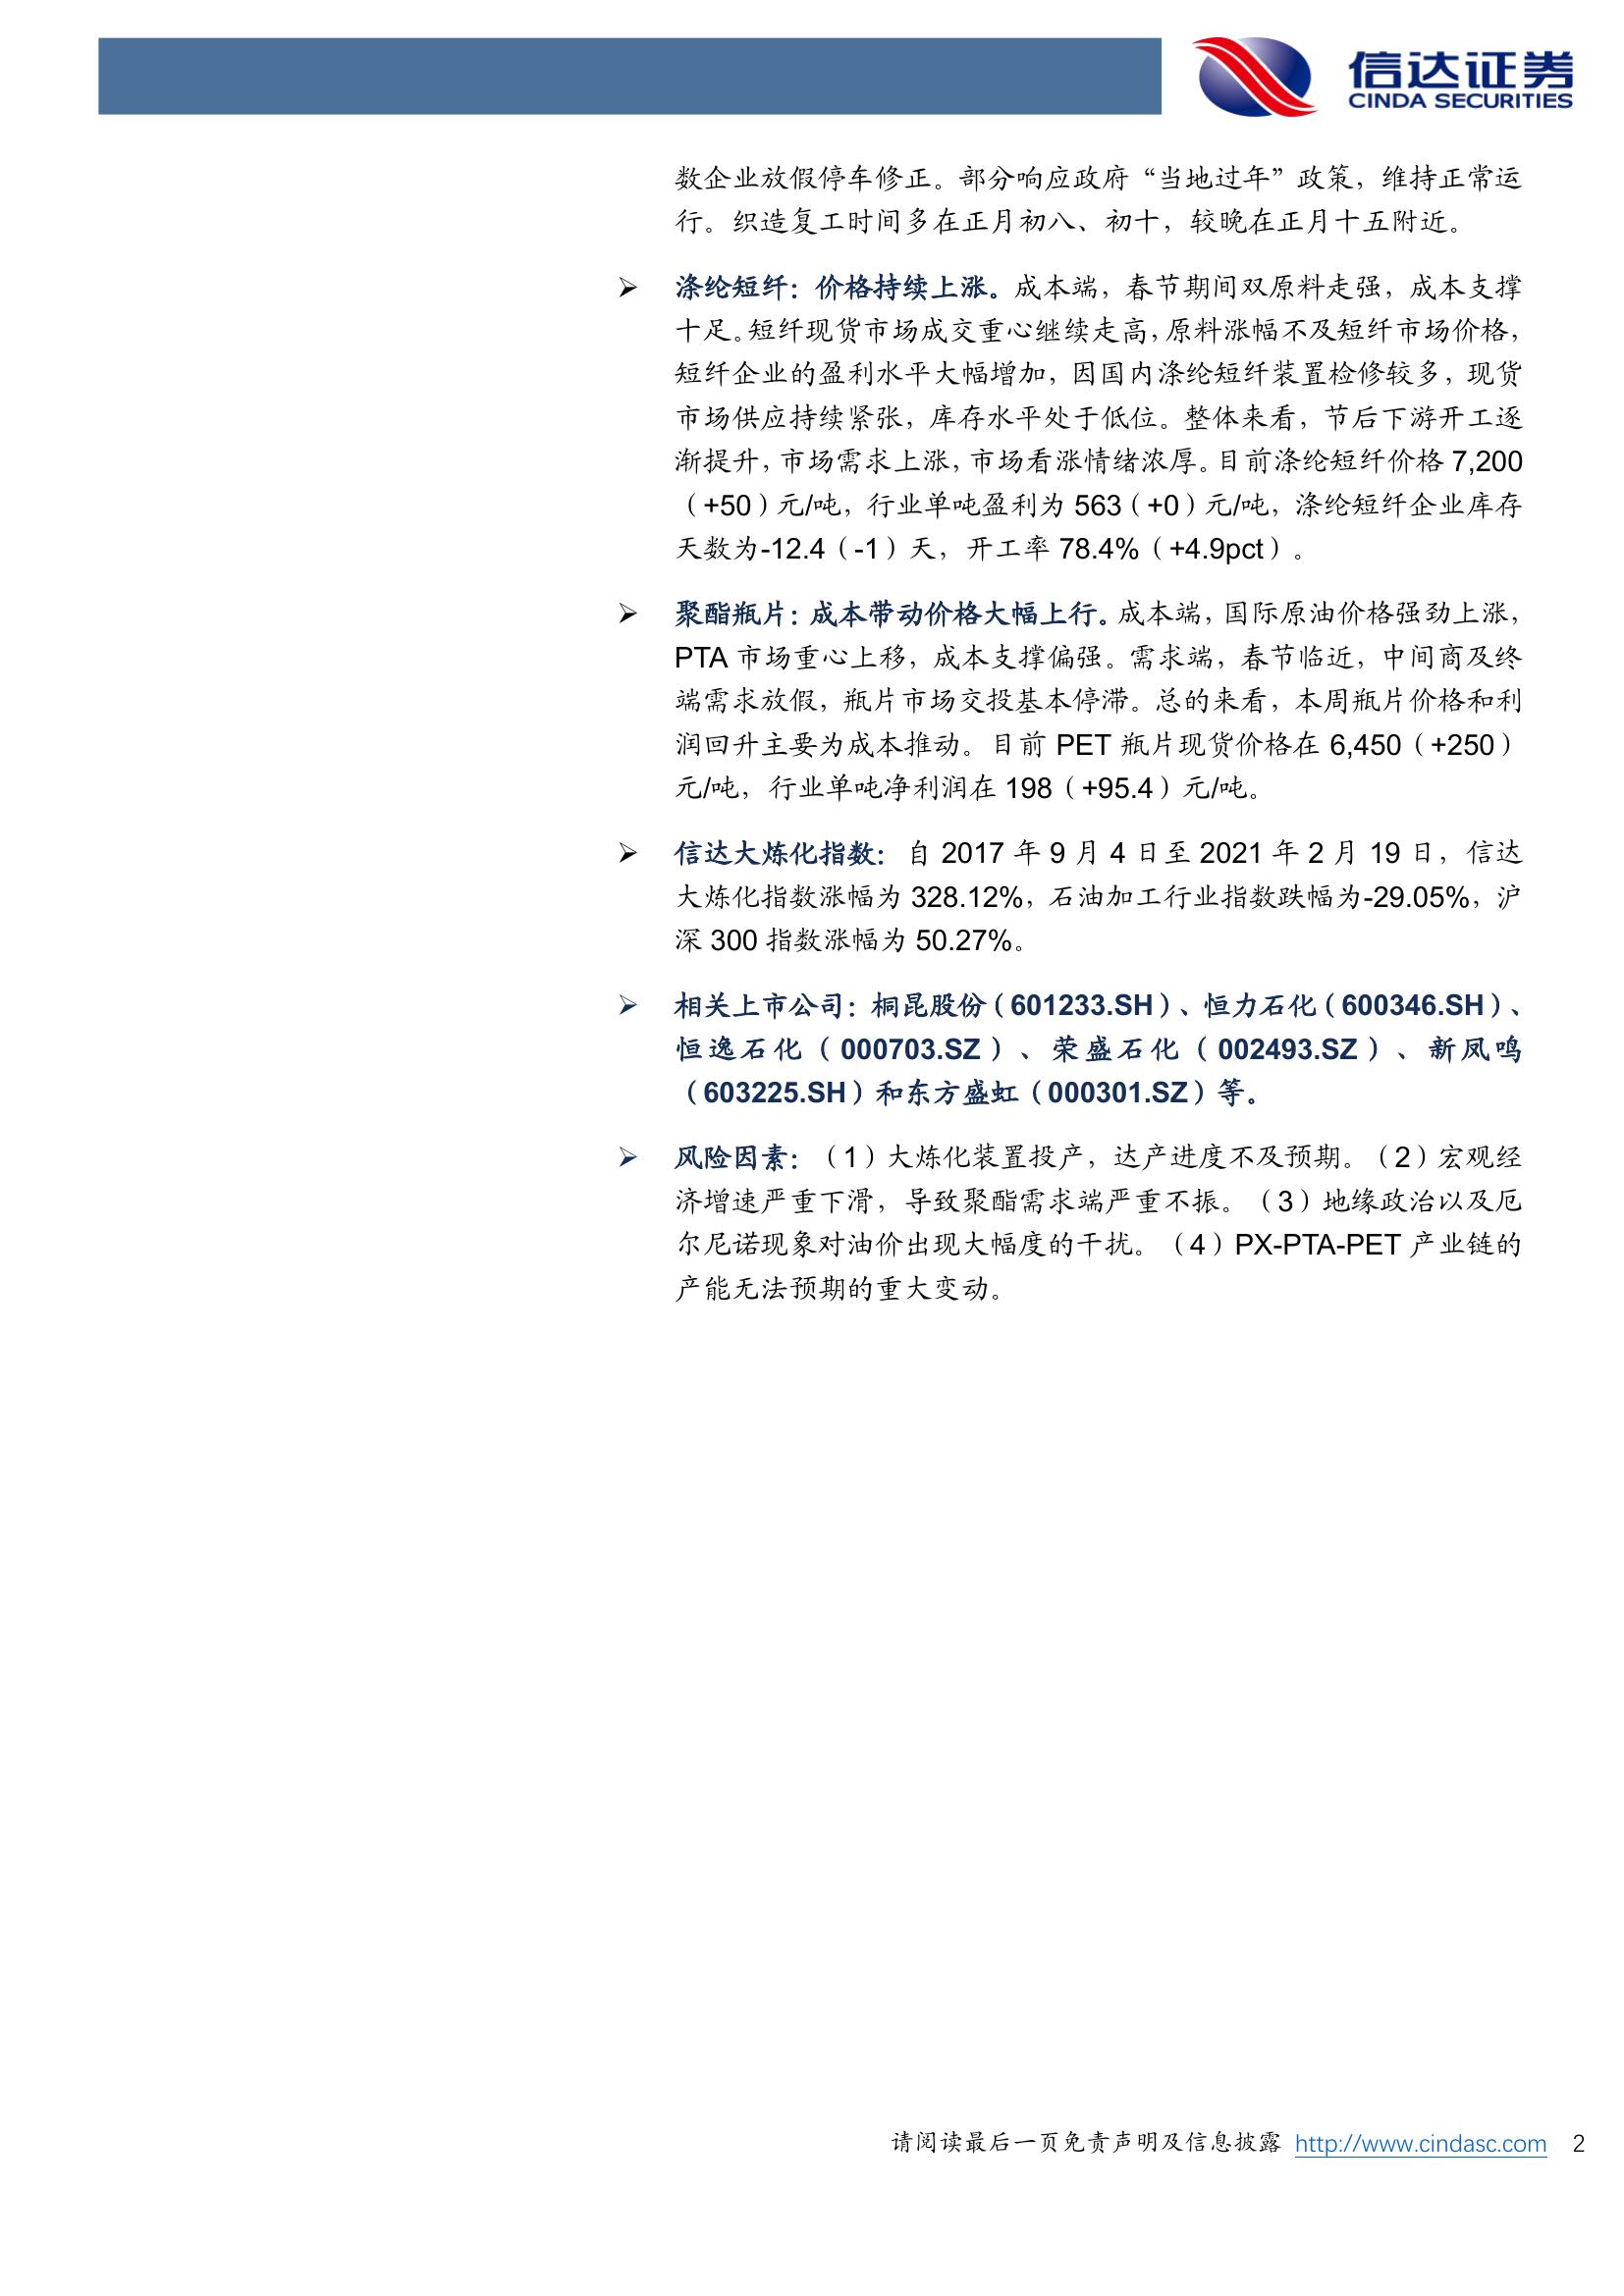 信达证券
CINDA SECURITIES
数企业放假停车修正。部分响应政府“当地过年”政策，维持正常运
行。织造复工时间多在正月初八、初十，较晚在正月十五附近。
➢ 涤纶短纤：价格持续上涨。成本端，春节期间双原料走强，成本支撑
十足。短纤现货市场成交重心继续走高，原料涨幅不及短纤市场价格，
短纤企业的盈利水平大幅增加，因国内涤纶短纤装置检修较多，现货
市场供应持续紧张，库存水平处于低位。整体来看，节后下游开工逐
渐提升，市场需求上涨，市场看涨情绪浓厚。目前涤纶短纤价格 7,200
（+50）元/吨，行业单吨盈利为 563（+0）元/吨，涤纶短纤企业库存
天数为-12.4（-1）天，开工率 78.4%（+4.9pct）。
➢ 聚酯瓶片：成本带动价格大幅上行。成本端，国际原油价格强劲上涨，
PTA 市场重心上移，成本支撑偏强。需求端，春节临近，中间商及终
端需求放假，瓶片市场交投基本停滞。总的来看，本周瓶片价格和利
润回升主要为成本推动。目前 PET 瓶片现货价格在 6,450（+250）
元/吨，行业单吨净利润在 198（+95.4）元/吨。
➢ 信达大炼化指数：自 2017 年 9 月 4 日至 2021 年 2 月 19 日，信达
大炼化指数涨幅为 328.12%，石油加工行业指数跌幅为-29.05%，沪
深 300 指数涨幅为 50.27%。
➢ 相关上市公司：桐昆股份（601233.SH）、恒力石化（600346.SH）、
恒逸石化（000703.SZ）、荣盛石化（002493.SZ）、新凤鸣
（603225.SH）和东方盛虹（000301.SZ）等。
➢ 风险因素：（1）大炼化装置投产，达产进度不及预期。（2）宏观经
济增速严重下滑，导致聚酯需求端严重不振。（3）地缘政治以及厄
尔尼诺现象对油价出现大幅度的干扰。（4）PX-PTA-PET 产业链的
产能无法预期的重大变动。
请阅读最后一页免责声明及信息披露 http://www.cindasc.com 2